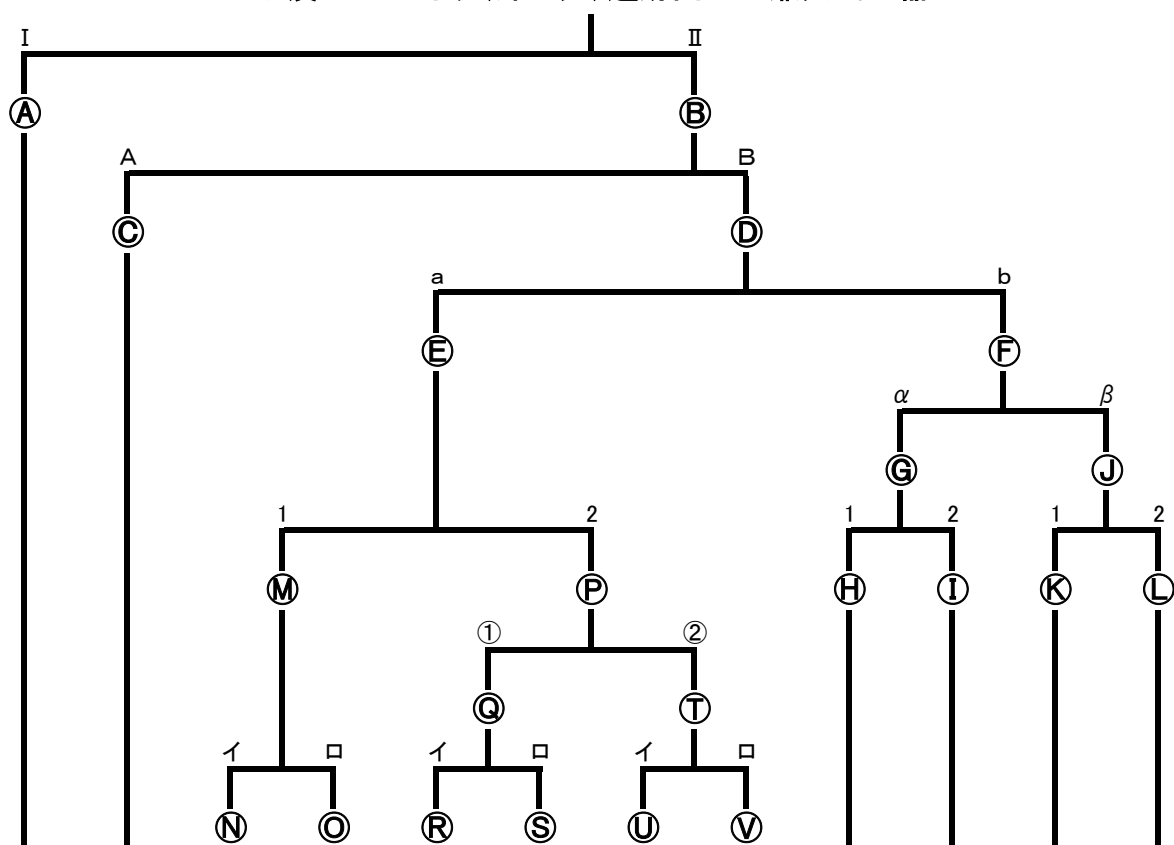 Ⅰ Ⅱ
Ⓐ Ⓑ
A B
Ⓒ Ⓓ
a b
Ⓔ Ⓕ
α β
Ⓖ Ⓙ
1 2 1 2 1 2
Ⓜ Ⓟ Ⓗ Ⓘ Ⓚ Ⓛ
① ②
Ⓠ Ⓣ
イ ロ イ ロ イ ロ
Ⓝ Ⓞ Ⓡ Ⓢ Ⓤ Ⓥ